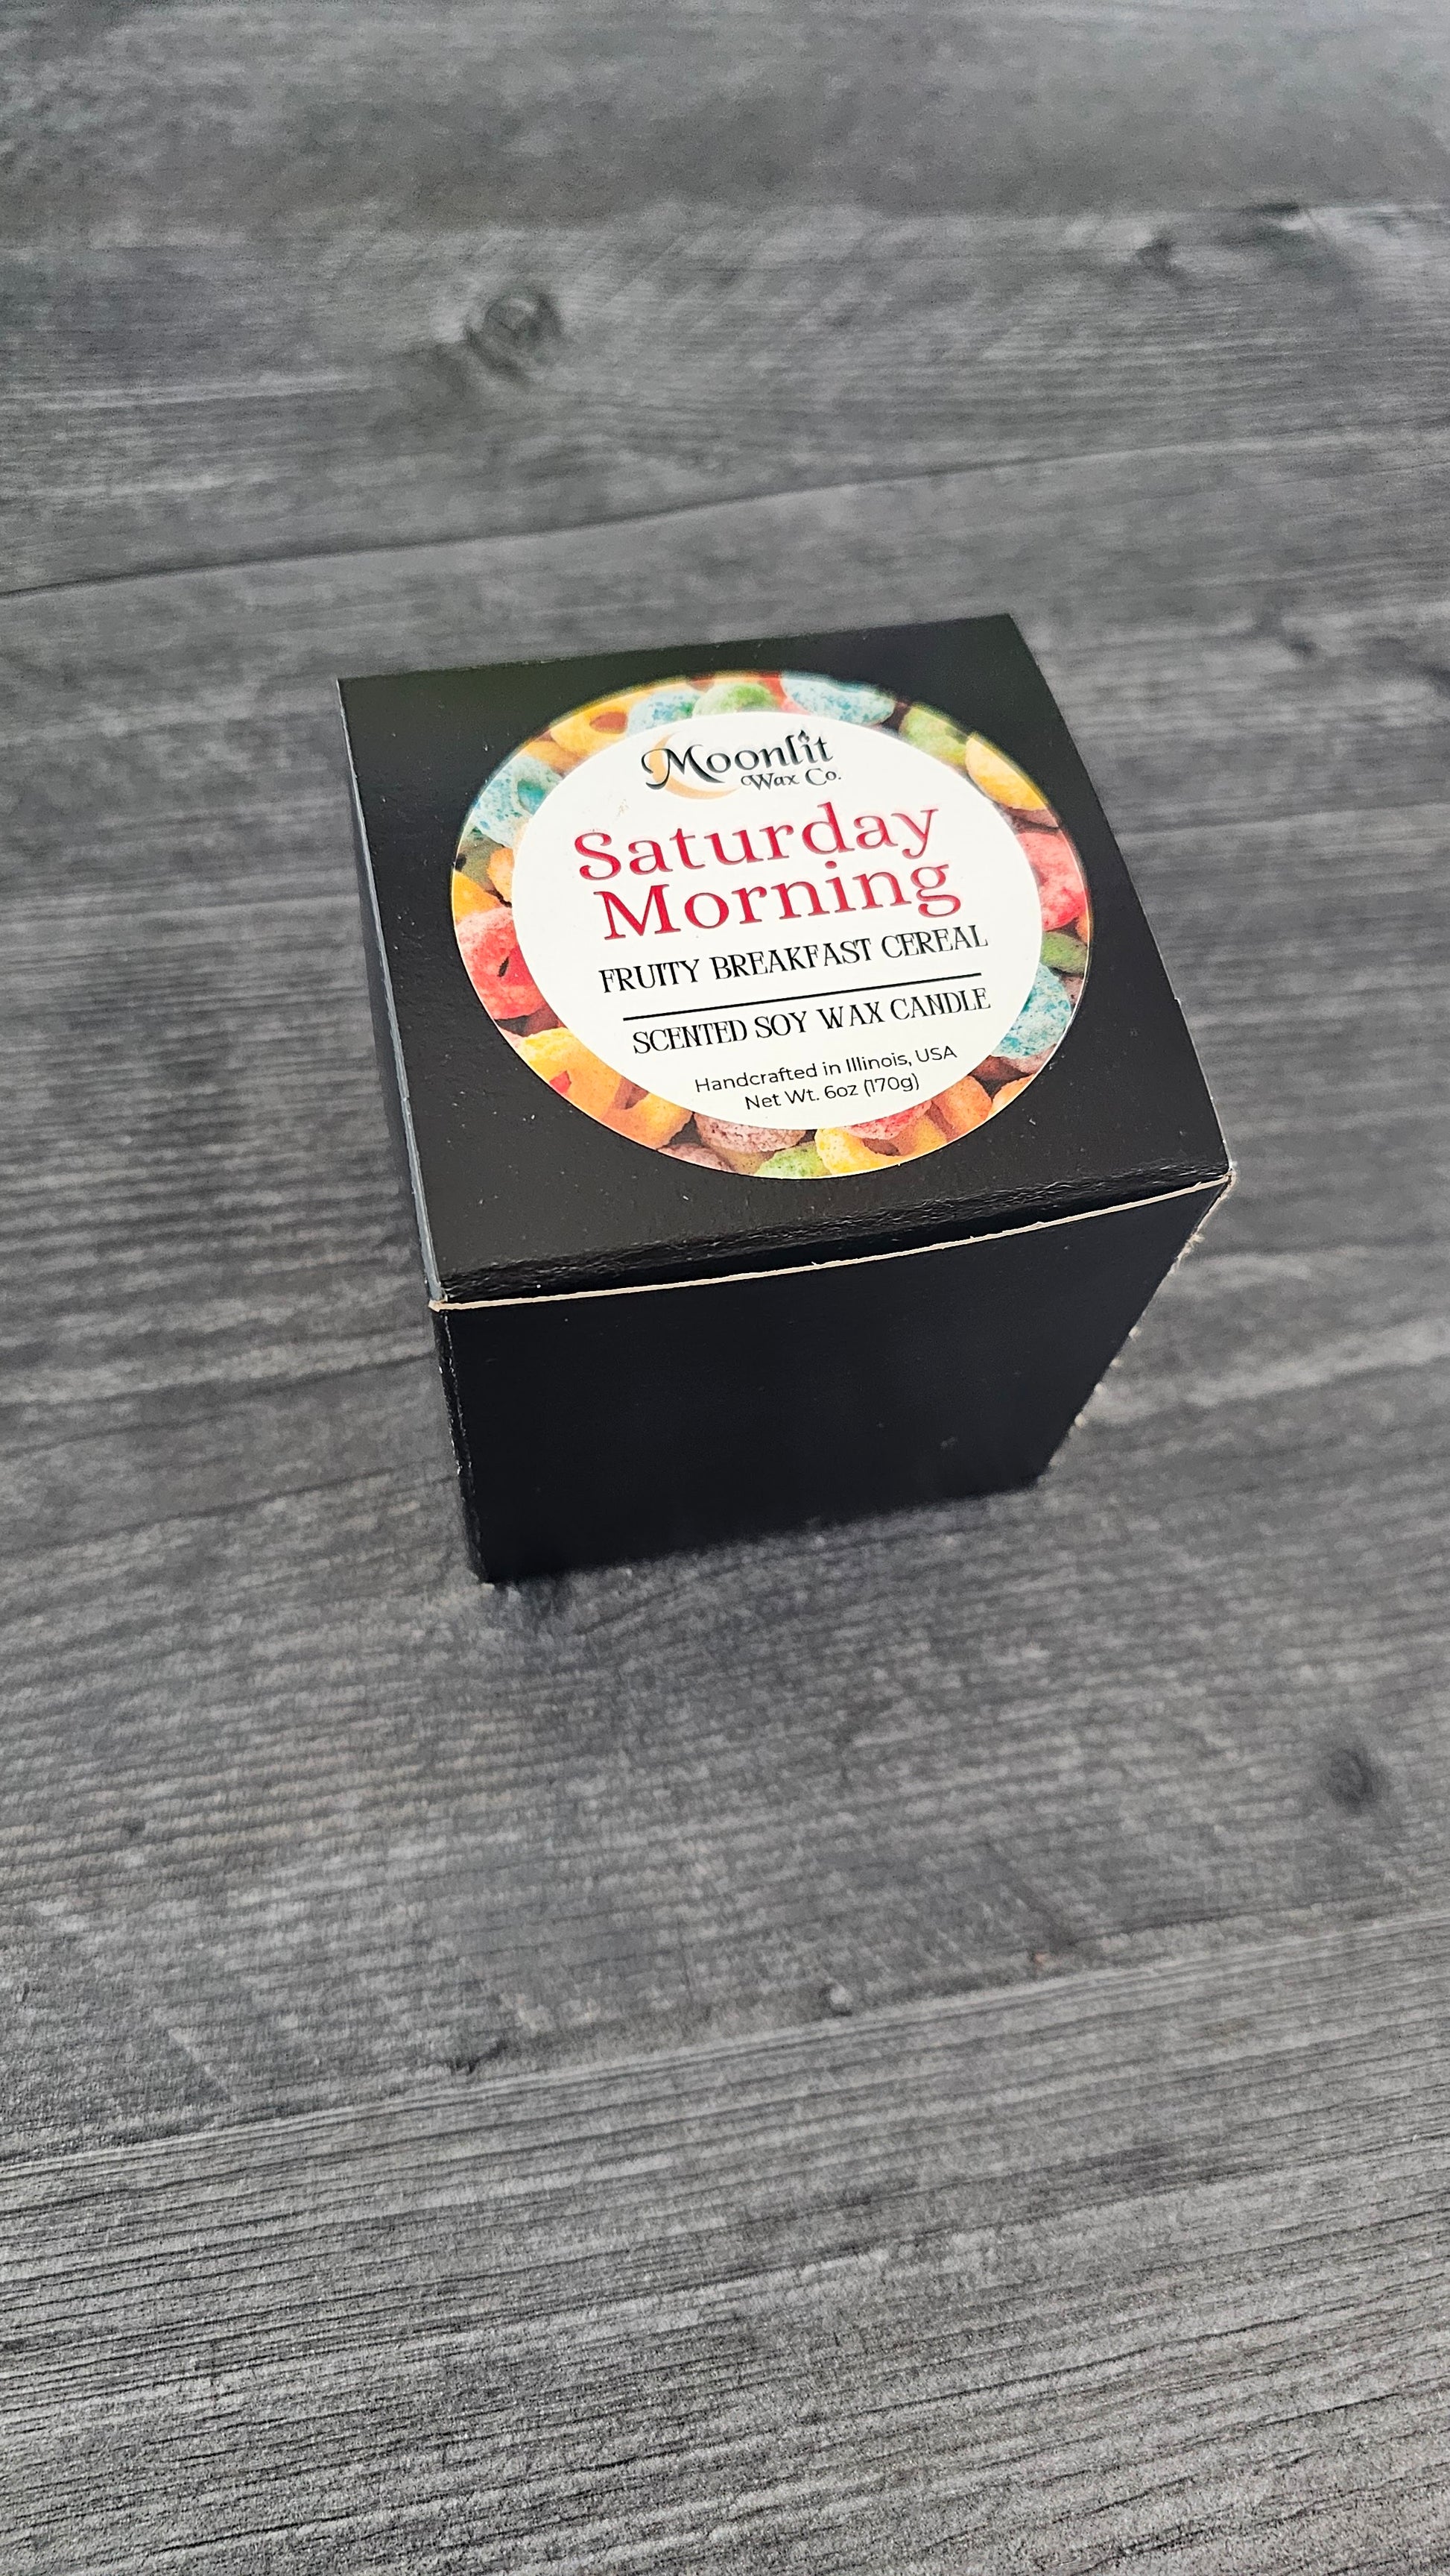 Moonlit
Wax Co.
Saturday
Morning
FRUITY BREAKFAST CEREAL
SCENTED SOY WAX CANDLE
Handcrafted in Illinois, USA
Net Wt. 6oz (170g)